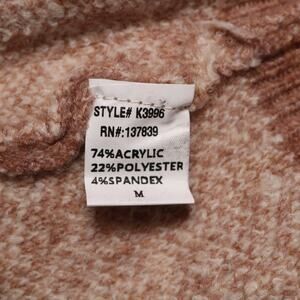 STYLE# K3996
RN#:137839
74%ACRYLIC
22%POLYESTER
4%SPANDEX
M